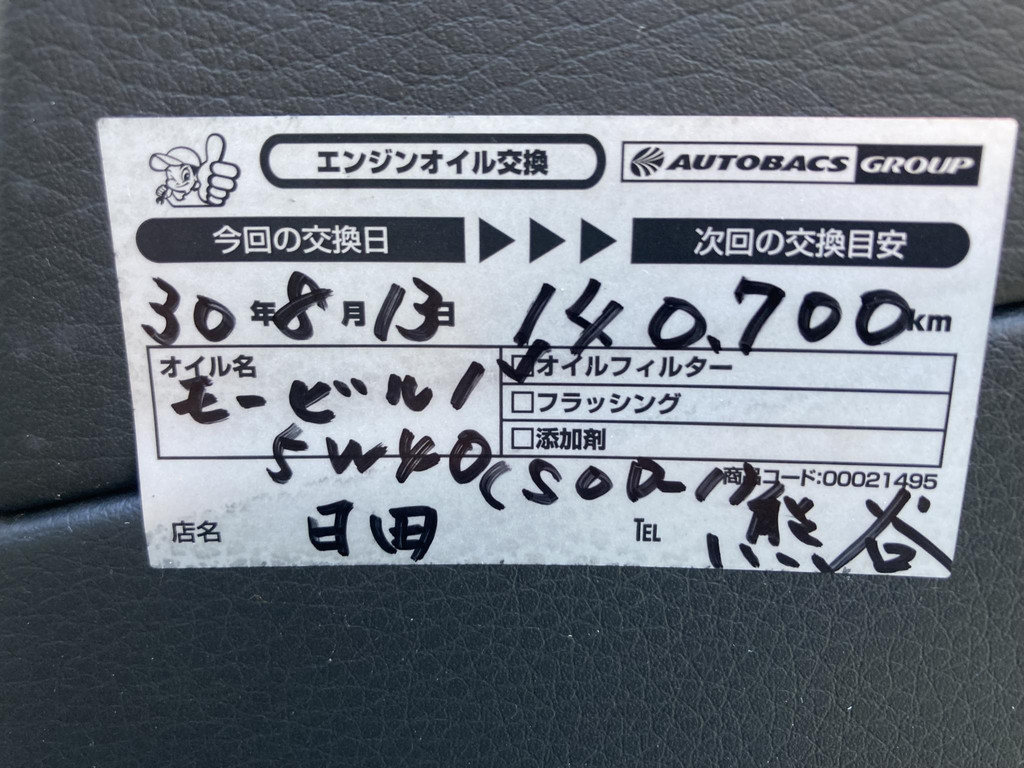 エンジンオイル交換 AUTOBACS GROUP
今回の交換日 ▶▶▶ 次回の交換目安
30年8月13日 140,700km
オイル名 モービル1 5W40
☑オイルフィルター
□フラッシング
□添加剤
商品コード:00021495
店名 日田 TEL 熊谷